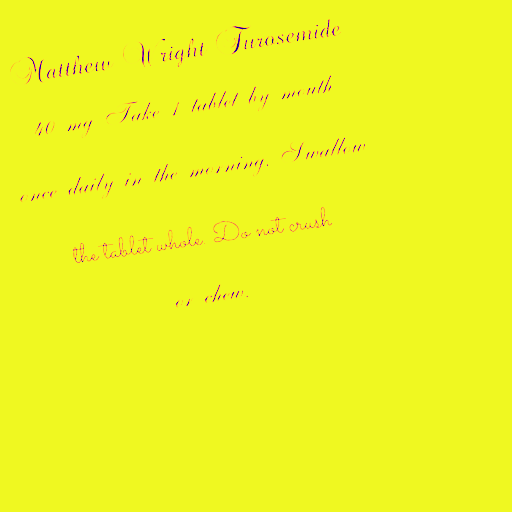 Matthew Wright Furosemide
40 mg Take 1 tablet by mouth
once daily in the morning. Swallow
the tablet whole. Do not crush
or chew.